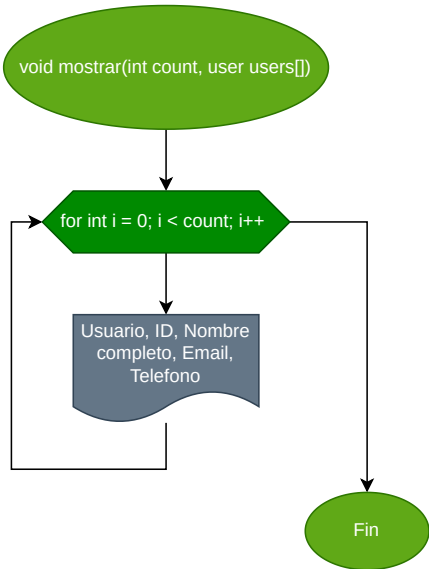 void mostrar(int count, user users[])
for int i = 0; i < count; i++
Usuario, ID, Nombre
completo, Email,
Telefono
Fin